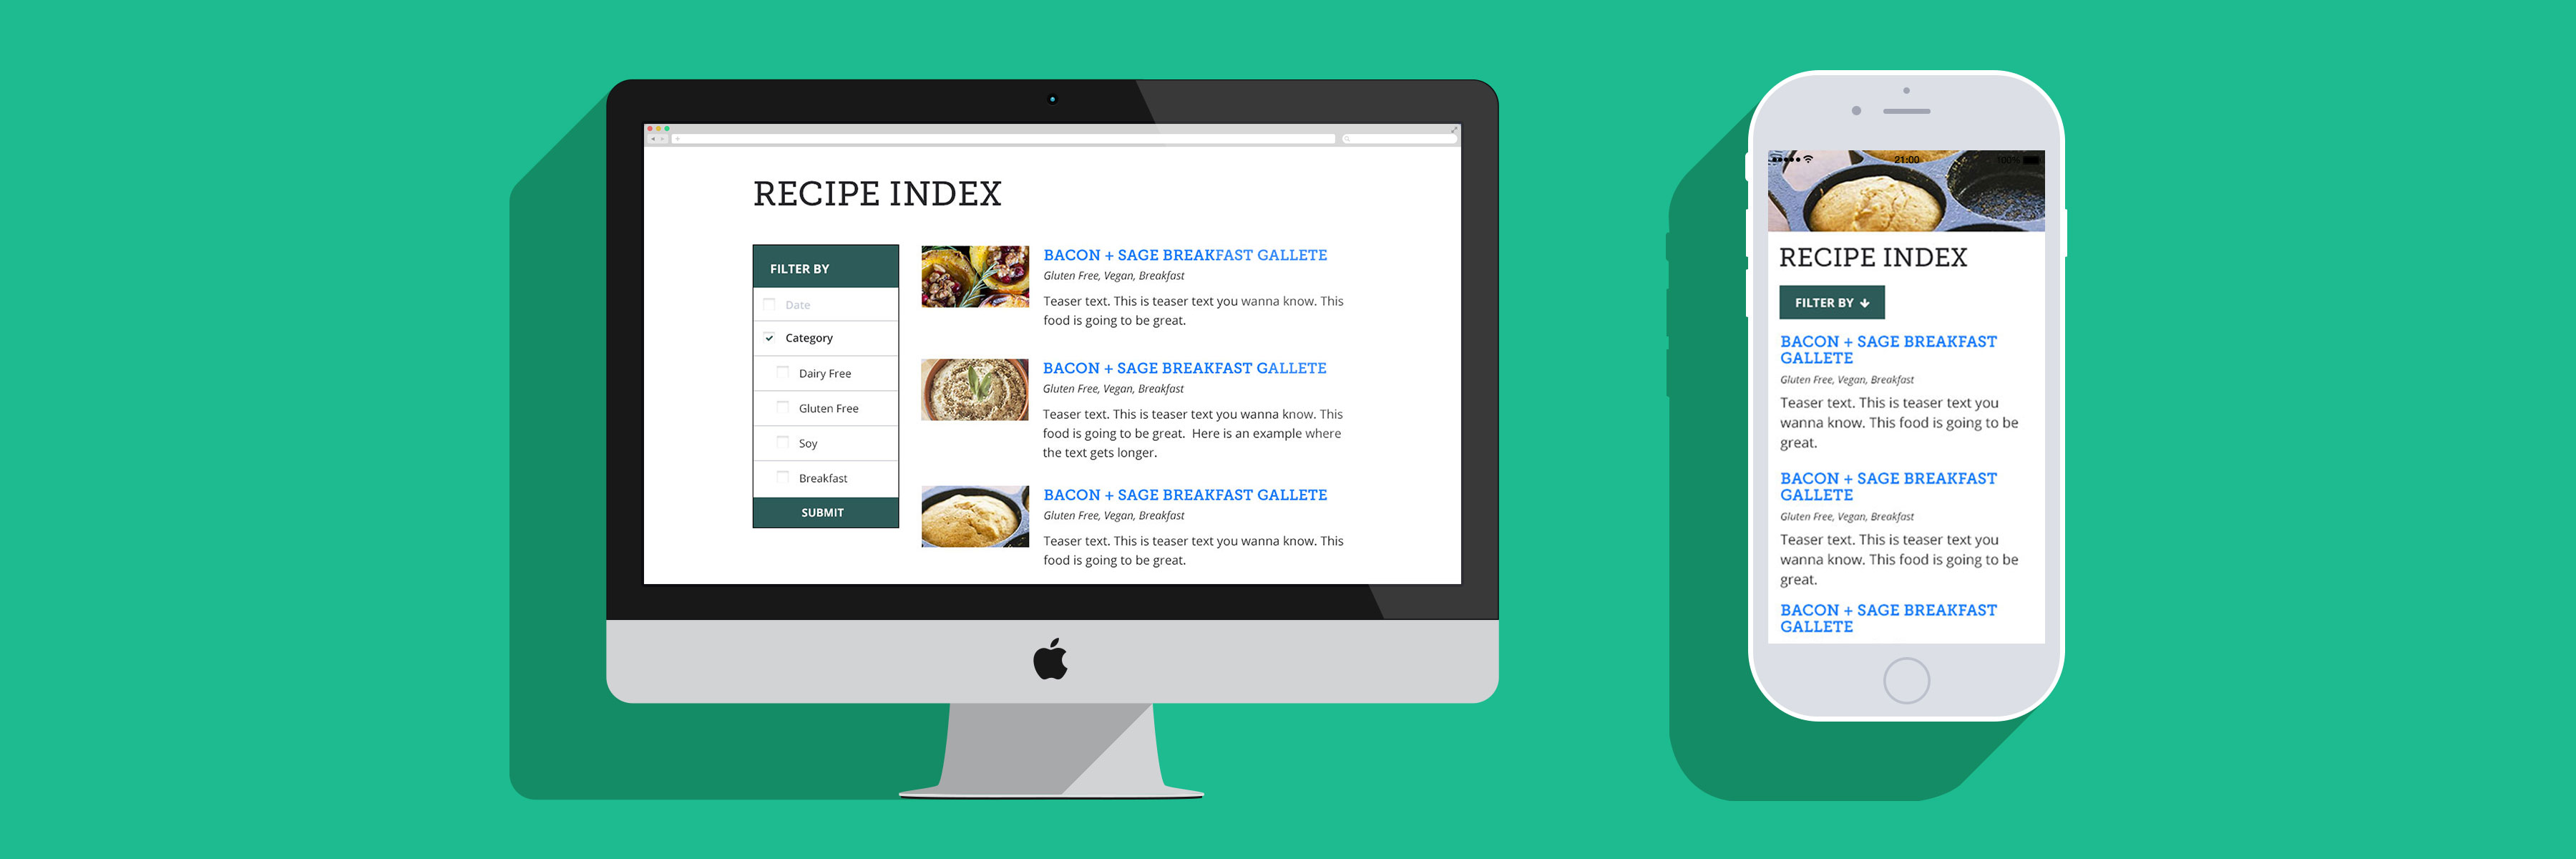 RECIPE INDEX
FILTER BY
Date
Category
Dairy Free
Gluten Free
Soy
Breakfast
SUBMIT
BACON + SAGE BREAKFAST GALLETE
Gluten Free, Vegan, Breakfast
Teaser text. This is teaser text you wanna know. This
food is going to be great.
BACON + SAGE BREAKFAST GALLETE
Gluten Free, Vegan, Breakfast
Teaser text. This is teaser text you wanna know. This
food is going to be great. Here is an example where
the text gets longer.
BACON + SAGE BREAKFAST GALLETE
Gluten Free, Vegan, Breakfast
Teaser text. This is teaser text you wanna know. This
food is going to be great.
21:00
100%
RECIPE INDEX
FILTER BY
BACON + SAGE BREAKFAST
GALLETE
Gluten Free, Vegan, Breakfast
Teaser text. This is teaser text you
wanna know. This food is going to be
great.
BACON + SAGE BREAKFAST
GALLETE
Gluten Free, Vegan, Breakfast
Teaser text. This is teaser text you
wanna know. This food is going to be
great.
BACON + SAGE BREAKFAST
GALLETE